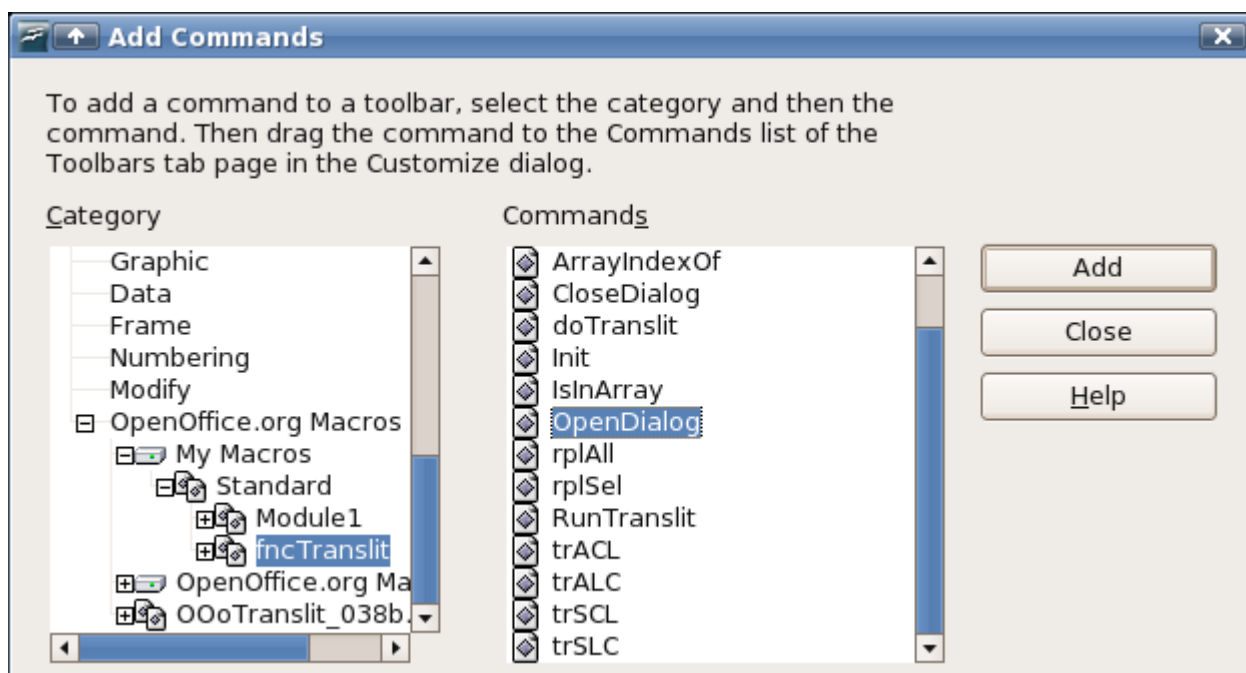 Add Commands
To add a command to a toolbar, select the category and then the
command. Then drag the command to the Commands list of the
Toolbars tab page in the Customize dialog.
Category
Graphic
Data
Frame
Numbering
Modify
OpenOffice.org Macros
My Macros
Standard
Module1
fncTranslit
OpenOffice.org Ma
OOoTranslit_038b.
Commands
ArrayIndexOf
CloseDialog
doTranslit
Init
IsInArray
OpenDialog
rplAll
rplSel
RunTranslit
trACL
trALC
trSCL
trSLC
Add
Close
Help